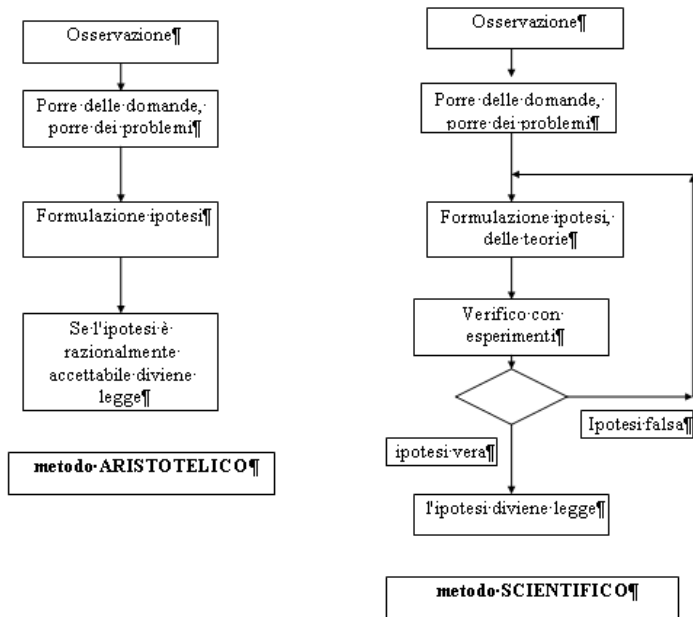 Osservazione¶
Porre·delle·domande,·
porre·dei·problemi¶
Formulazione·ipotesi¶
Se·l'ipotesi·è·
razionalmente·
accettabile·diviene·
legge¶
metodo·ARISTOTELICO¶
Osservazione¶
Porre·delle·domande,·
porre·dei·problemi¶
Formulazione·ipotesi,·
delle·teorie¶
Verifico·con·
esperimenti¶
Ipotesi·falsa¶
ipotesi·vera¶
l'ipotesi·diviene·legge¶
metodo·SCIENTIFICO¶